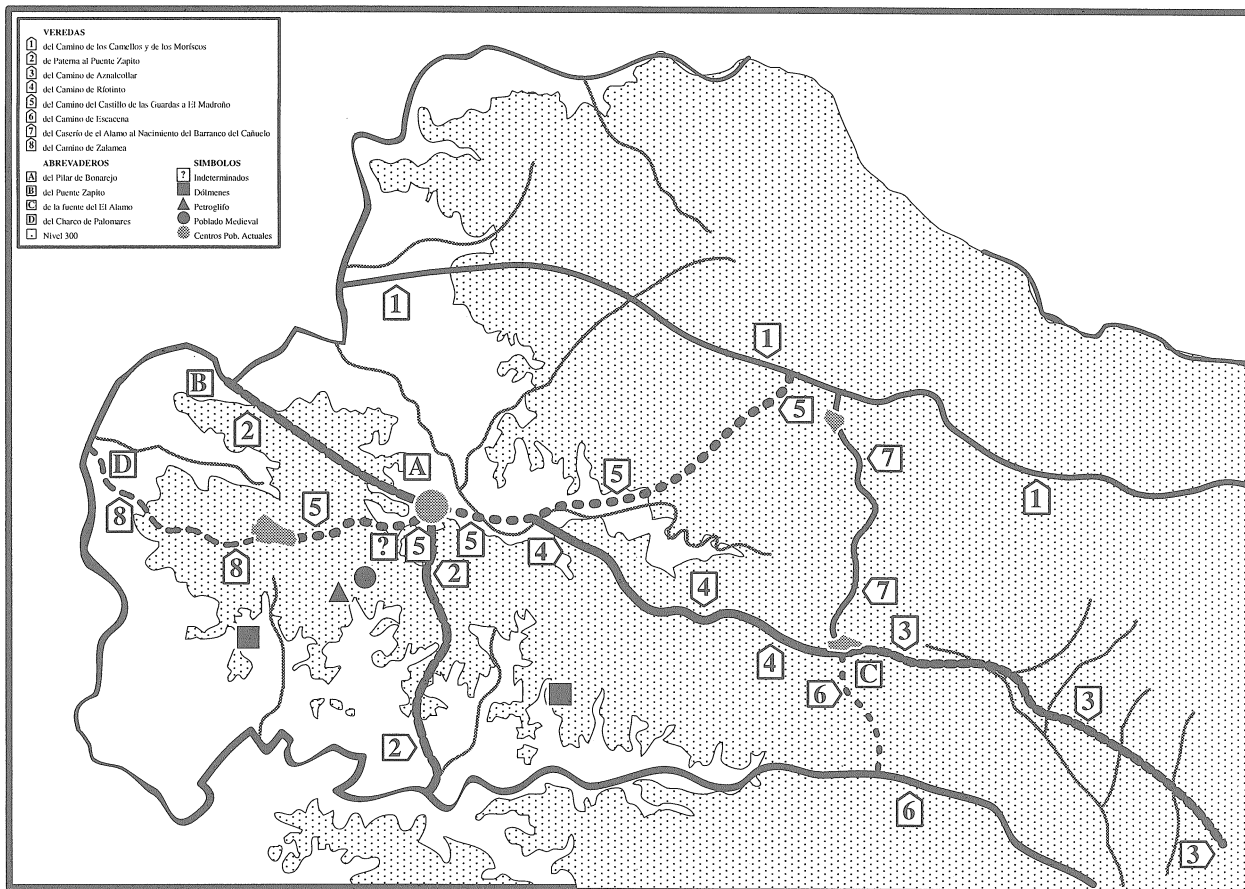 VEREDAS
1 del Camino de los Camellos y de los Moriscos
2 de Paterna al Puente Zapito
3 del Camino de Aznalcollar
4 del Camino de Ríotinto
5 del Camino del Castillo de las Guardas a El Madroño
6 del Camino de Escacena
7 del Caserío de el Alamo al Nacimiento del Barranco del Cañuelo
8 del Camino de Zalamea
ABREVADEROS
A del Pilar de Bonarejo
B del Puente Zapito
C de la fuente del El Alamo
D del Charco de Palomares
. Nivel 300
SIMBOLOS
? Indeterminados
Dólmenes
Petroglifo
Poblado Medieval
Centros Pob. Actuales
1
1
B
5
2
7
A
D
5
5
1
8
5
5
?
4
8
2
4
7
3
4
C
6
3
2
6
3